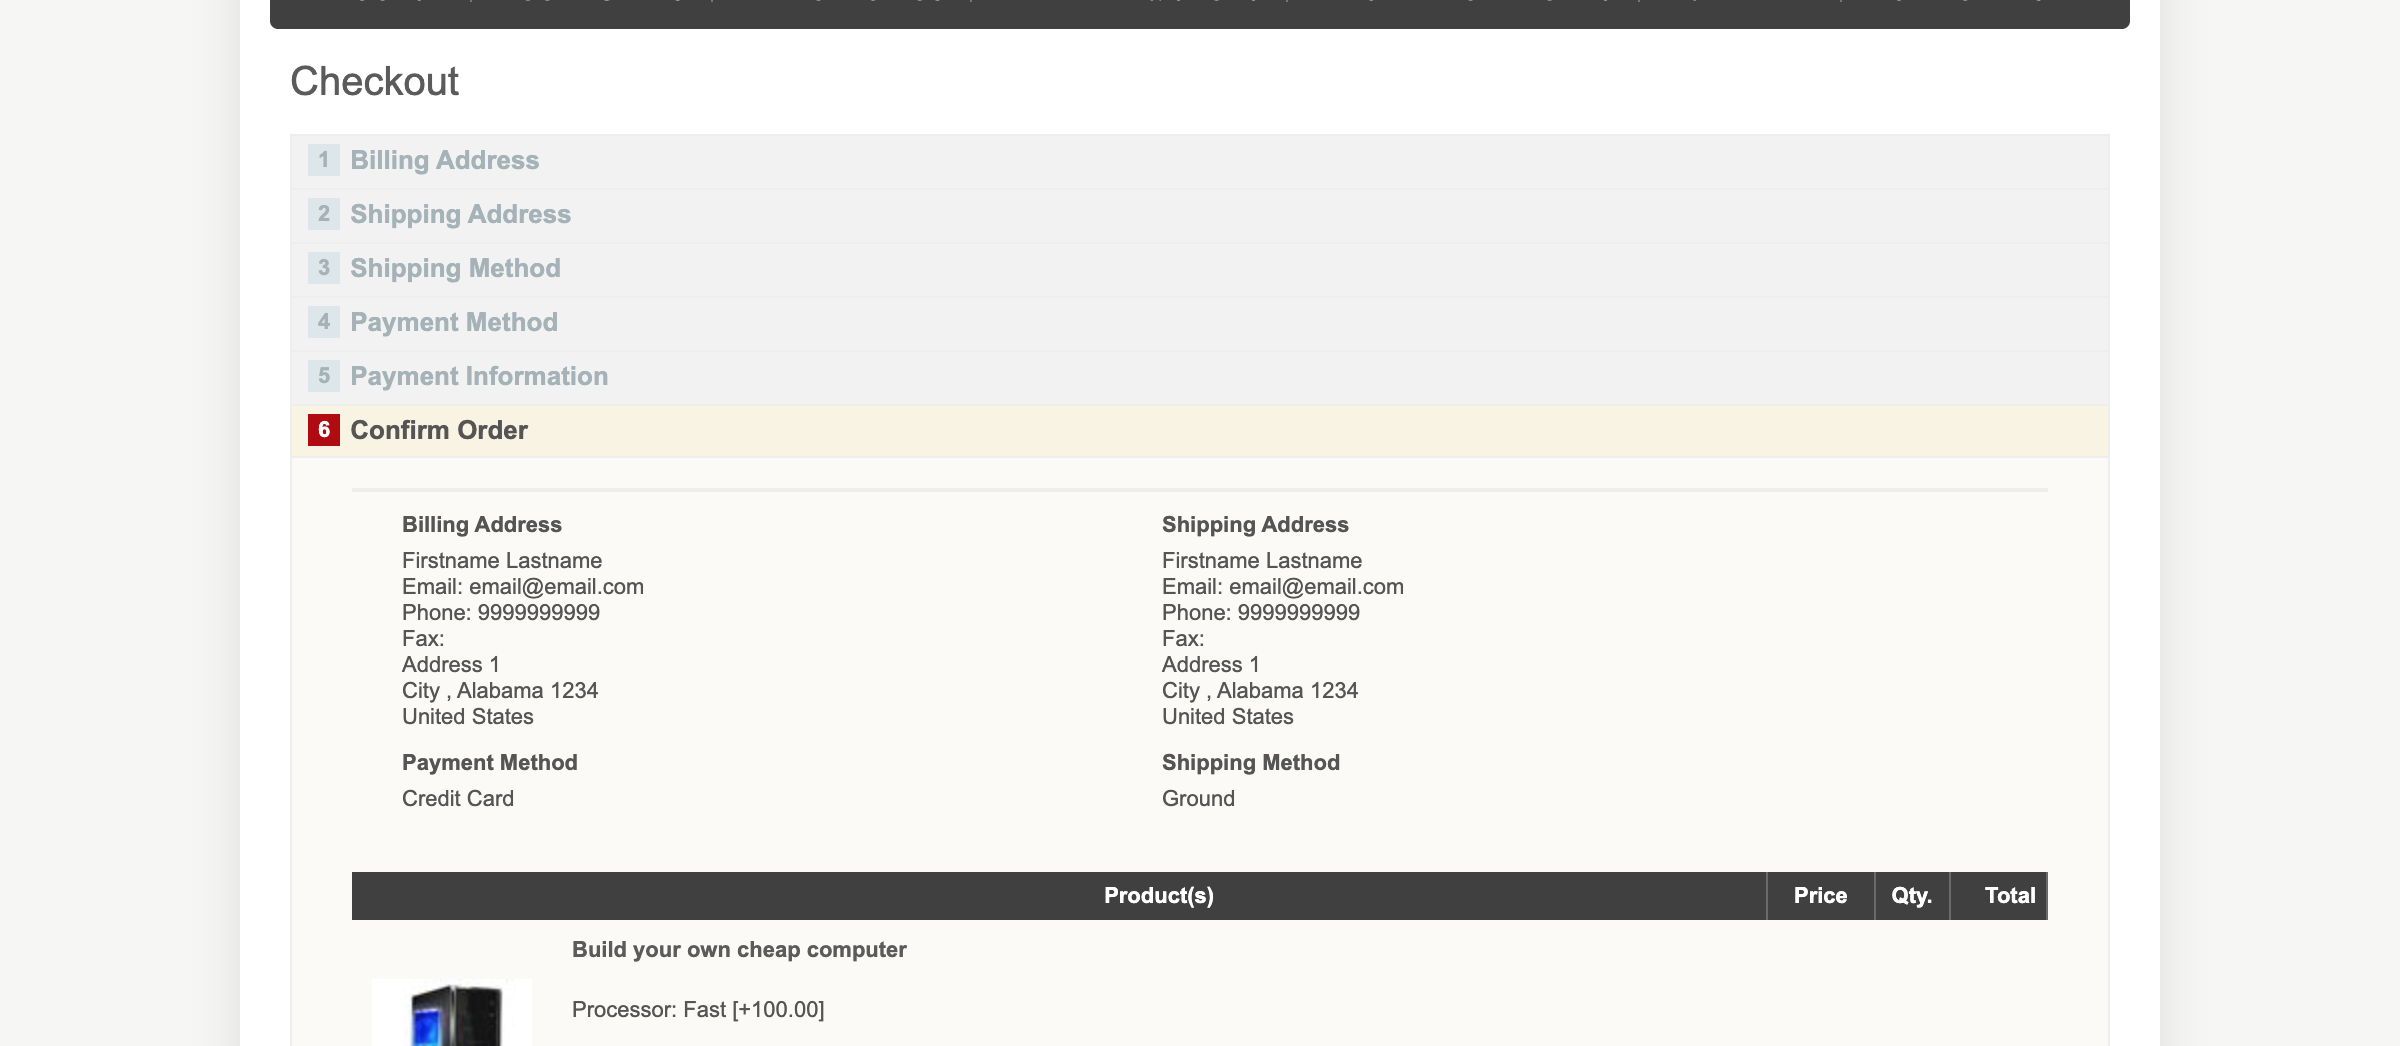 Checkout
1 Billing Address
2 Shipping Address
3 Shipping Method
4 Payment Method
5 Payment Information
6 Confirm Order
Billing Address
Firstname Lastname
Email: email@email.com
Phone: 9999999999
Fax:
Address 1
City , Alabama 1234
United States
Payment Method
Credit Card
Shipping Address
Firstname Lastname
Email: email@email.com
Phone: 9999999999
Fax:
Address 1
City , Alabama 1234
United States
Shipping Method
Ground
Product(s) Price Qty. Total
Build your own cheap computer
Processor: Fast [+100.00]